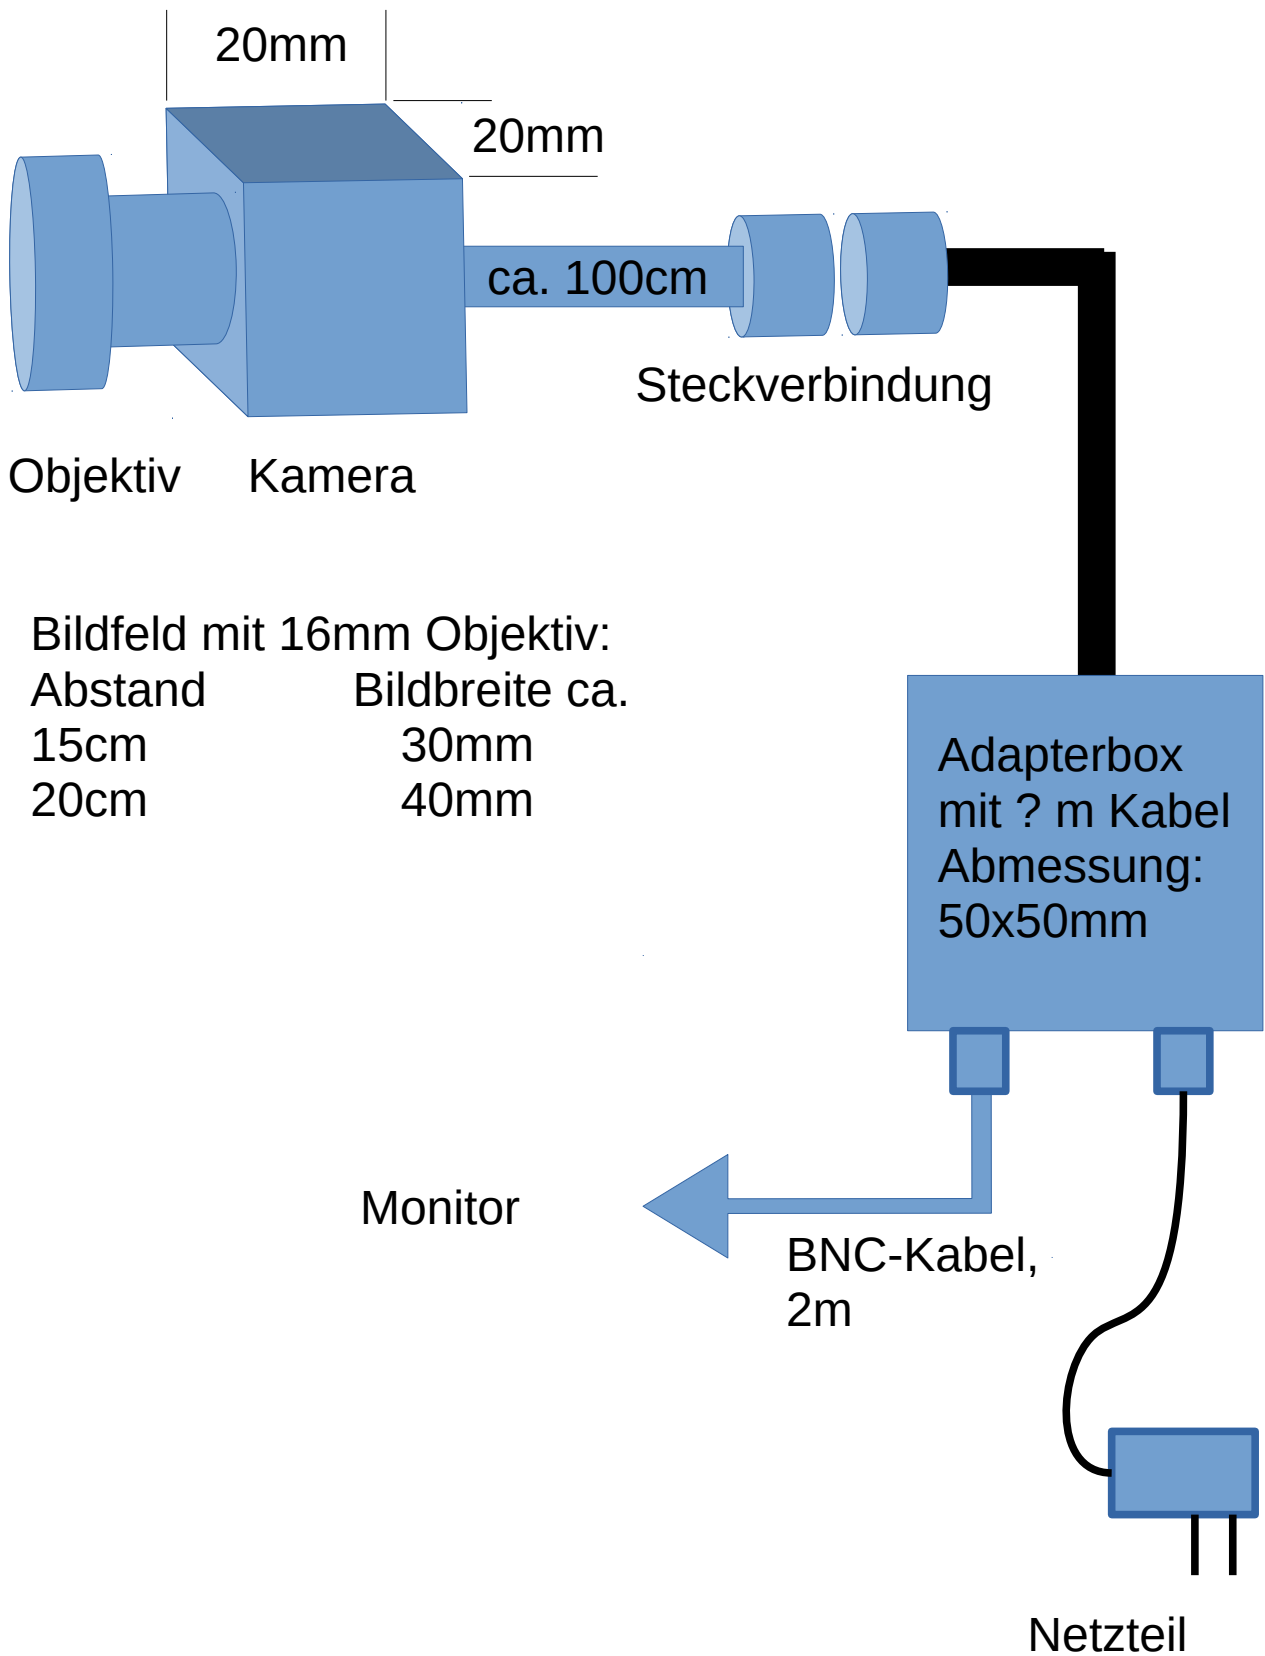 20mm
20mm
ca. 100cm
Steckverbindung
Objektiv Kamera
Bildfeld mit 16mm Objektiv:
Abstand Bildbreite ca.
15cm 30mm
20cm 40mm
Adapterbox
mit ? m Kabel
Abmessung:
50x50mm
Monitor
BNC-Kabel,
2m
Netzteil